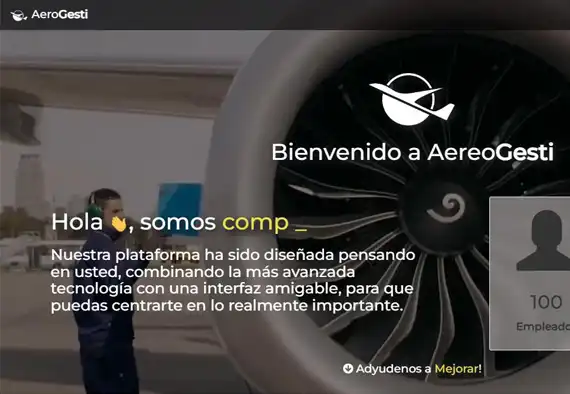 AeroGesti
Bienvenido a AereoGesti
Hola 👋, somos comp _
Nuestra plataforma ha sido diseñada pensando
en usted, combinando la más avanzada
tecnología con una interfaz amigable, para que
puedas centrarte en lo realmente importante.
100
Empleado
Adyudenos a Mejorar!